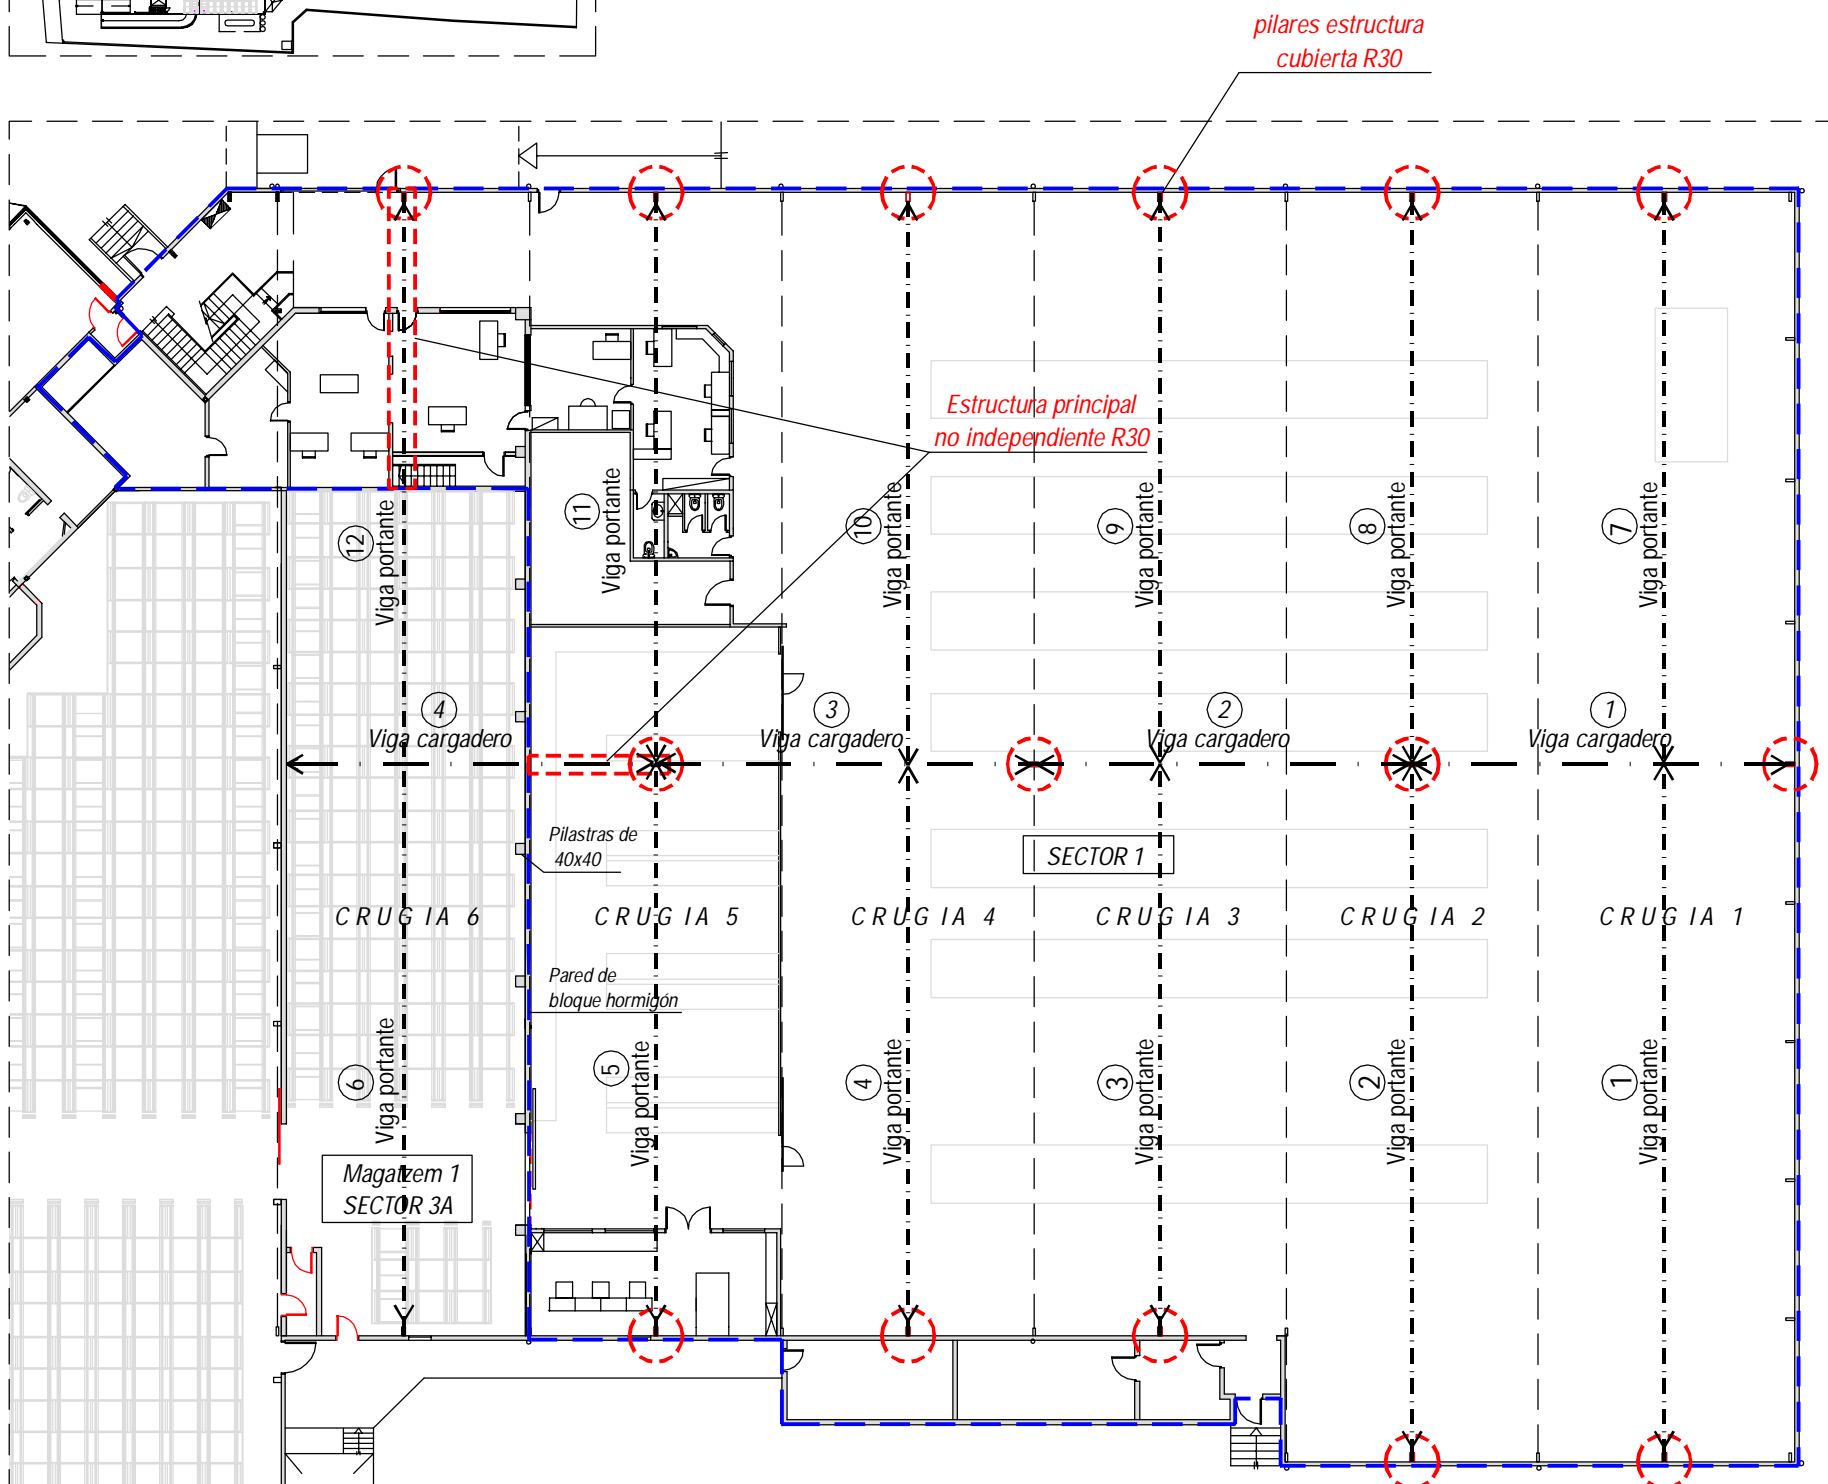 pilares estructura
cubierta R30
Estructura principal
no independiente R30
12
Viga portante
11
Viga portante
10
Viga portante
9
Viga portante
8
Viga portante
7
Viga portante
4
Viga cargadero
3
Viga cargadero
2
Viga cargadero
1
Viga cargadero
Pilastras de
40x40
SECTOR 1
CRUGIA 6
CRUGIA 5
CRUGIA 4
CRUGIA 3
CRUGIA 2
CRUGIA 1
Pared de
bloque hormigón
6
Viga portante
5
Viga portante
4
Viga portante
3
Viga portante
2
Viga portante
1
Viga portante
Magatzem 1
SECTOR 3A